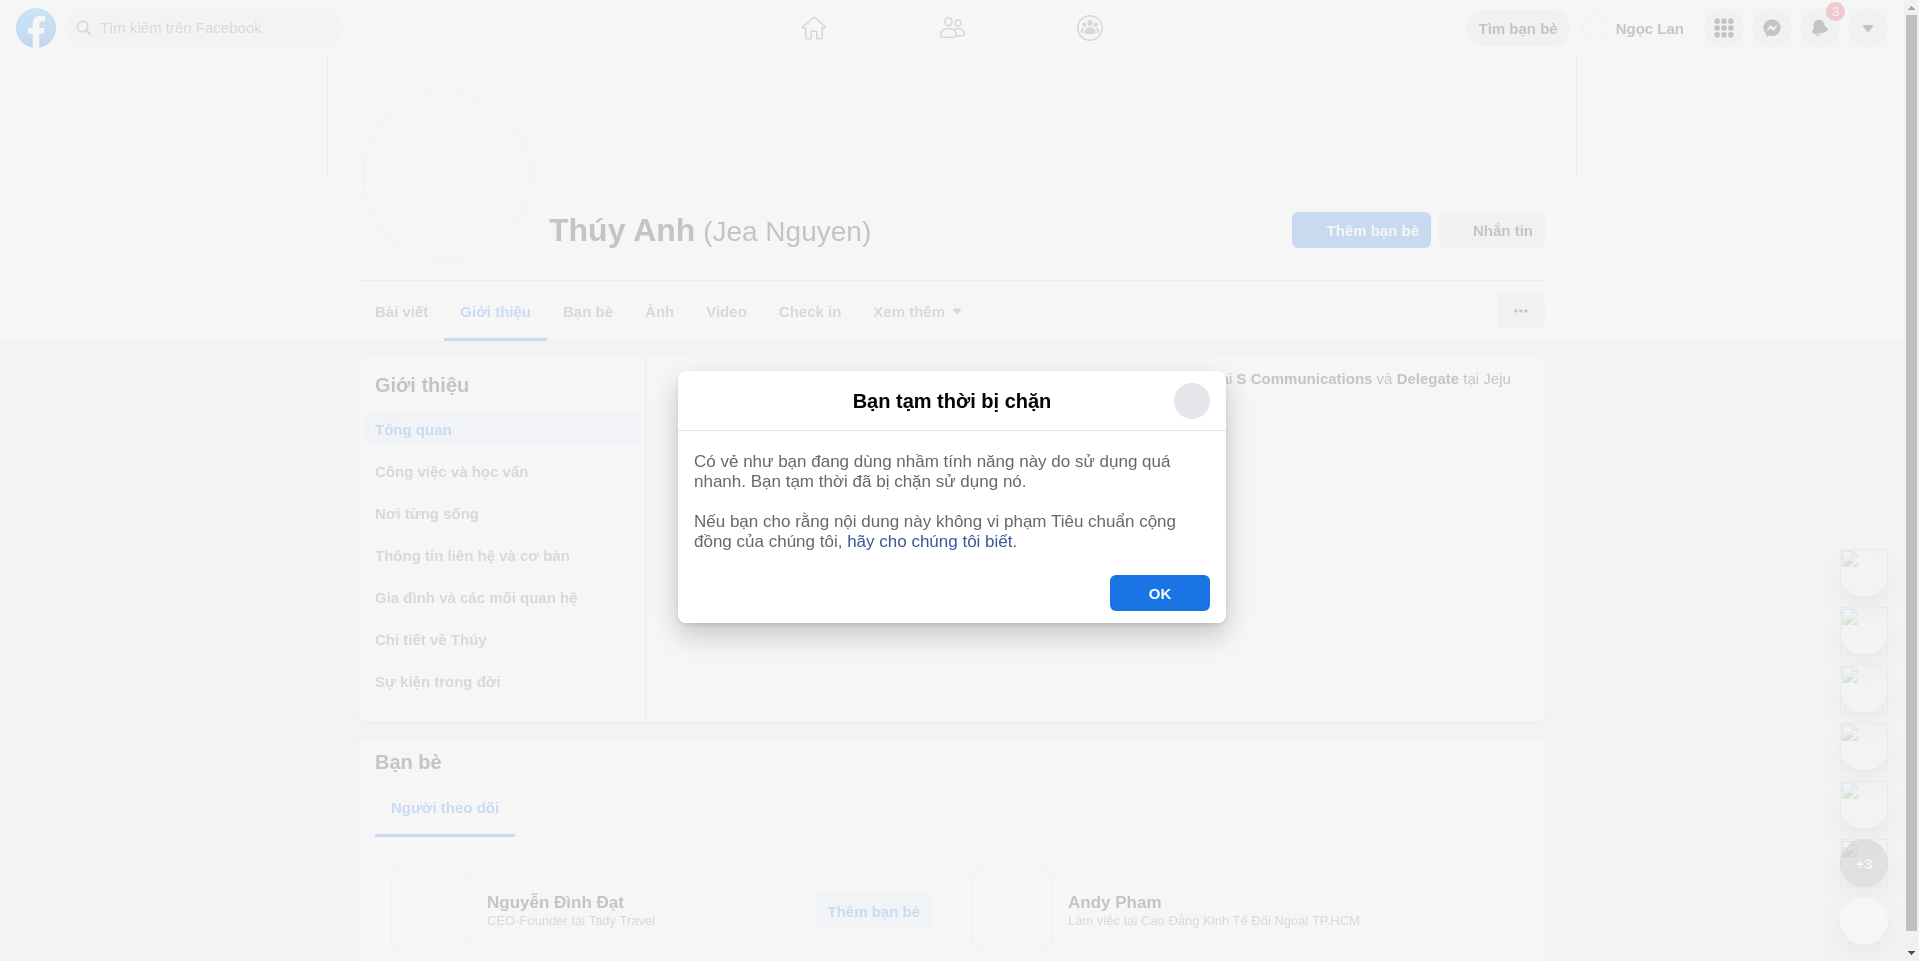 Tìm kiếm trên Facebook
Tìm bạn bè
Ngọc Lan
3
Thúy Anh (Jea Nguyen)
Thêm bạn bè
Nhắn tin
Bài viết
Giới thiệu
Bạn bè
Ảnh
Video
Check in
Xem thêm
Giới thiệu
Tổng quan
Công việc và học vấn
Nơi từng sống
Thông tin liên hệ và cơ bản
Gia đình và các mối quan hệ
Chi tiết về Thúy
Sự kiện trong đời
S Communications và Delegate tại Jeju
Bạn tạm thời bị chặn
Có vẻ như bạn đang dùng nhầm tính năng này do sử dụng quá
nhanh. Bạn tạm thời đã bị chặn sử dụng nó.
Nếu bạn cho rằng nội dung này không vi phạm Tiêu chuẩn cộng
đồng của chúng tôi, hãy cho chúng tôi biết.
OK
Bạn bè
Người theo dõi
Nguyễn Đình Đạt
CEO-Founder tại Tady Travel
Thêm bạn bè
Andy Pham
Làm việc tại Cao Đẳng Kinh Tế Đối Ngoại TP.HCM
+3